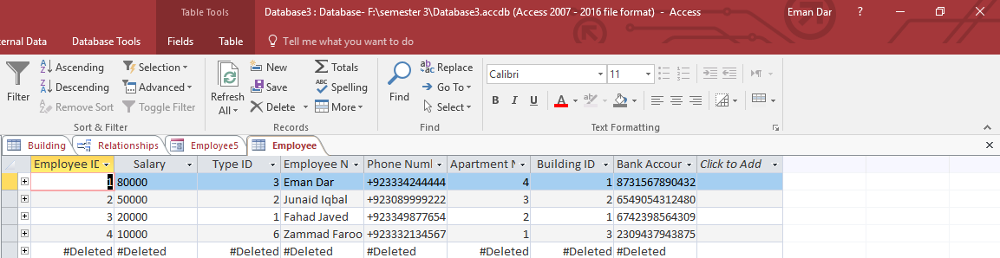 Table Tools Database3 : Database- F:\semester 3\Database3.accdb (Access 2007 - 2016 file format) - Access Eman Dar ?
ernal Data Database Tools Fields Table Tell me what you want to do
Filter Ascending Selection New Totals Replace Calibri 11
Descending Advanced Refresh All Save Spelling Find Go To
Remove Sort Toggle Filter Delete More Select B I U A
Sort & Filter Records Find Text Formatting
Building Relationships Employee5 Employee
Employee ID Salary Type ID Employee N Phone Numl Apartment N Building ID Bank Accour Click to Add
1 80000 3 Eman Dar +923334244444 4 1 8731567890432
2 50000 2 Junaid Iqbal +923089999222 3 2 6549054312480
3 20000 1 Fahad Javed +923349877654 2 1 6742398564309
4 10000 6 Zammad Faroo +923332134567 1 3 2309437943875
#Deleted #Deleted #Deleted #Deleted #Deleted #Deleted #Deleted #Deleted